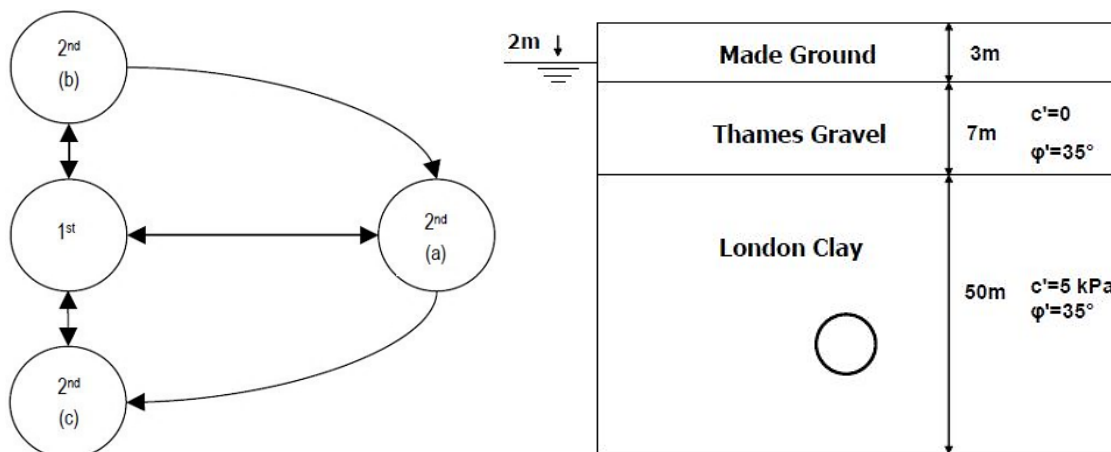 2nd
(b)
1st
2nd
(a)
2nd
(c)
2m
Made Ground
3m
Thames Gravel
7m
c'=0
φ'=35°
London Clay
50m
c'=5 kPa
φ'=35°